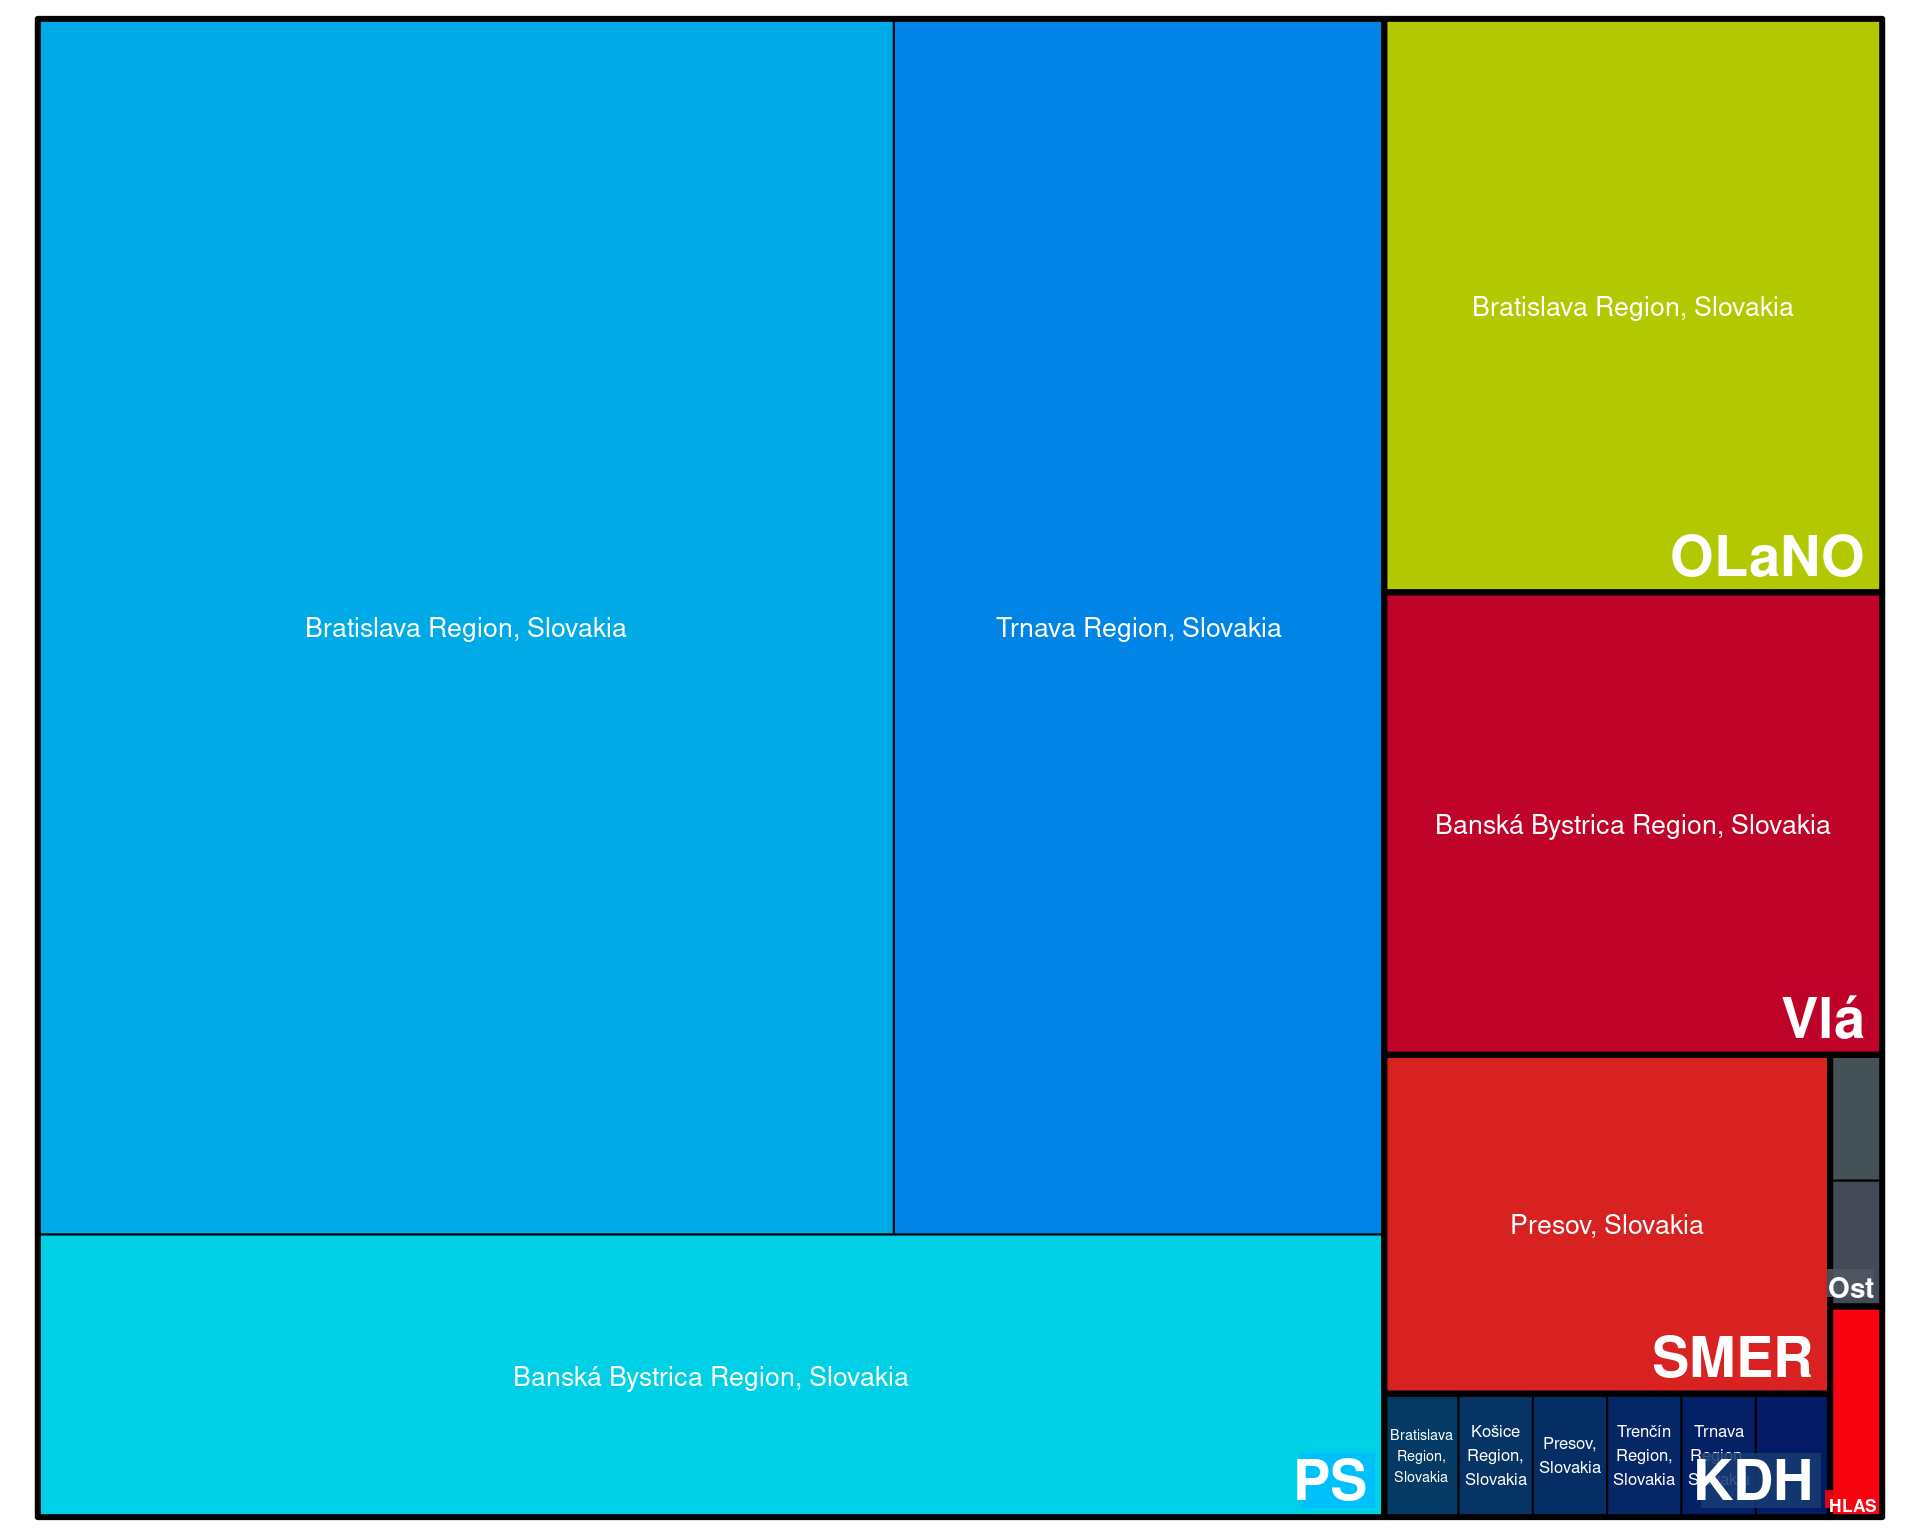 Bratislava Region, Slovakia
Trnava Region, Slovakia
Banská Bystrica Region, Slovakia
PS
Bratislava Region, Slovakia
OLaNO
Banská Bystrica Region, Slovakia
Vlá
Presov, Slovakia
SMER
Ost
Bratislava
Region,
Slovakia
Košice
Region,
Slovakia
Presov,
Slovakia
Trenčín
Region,
Slovakia
Trnava
Region,
KDH
HLAS